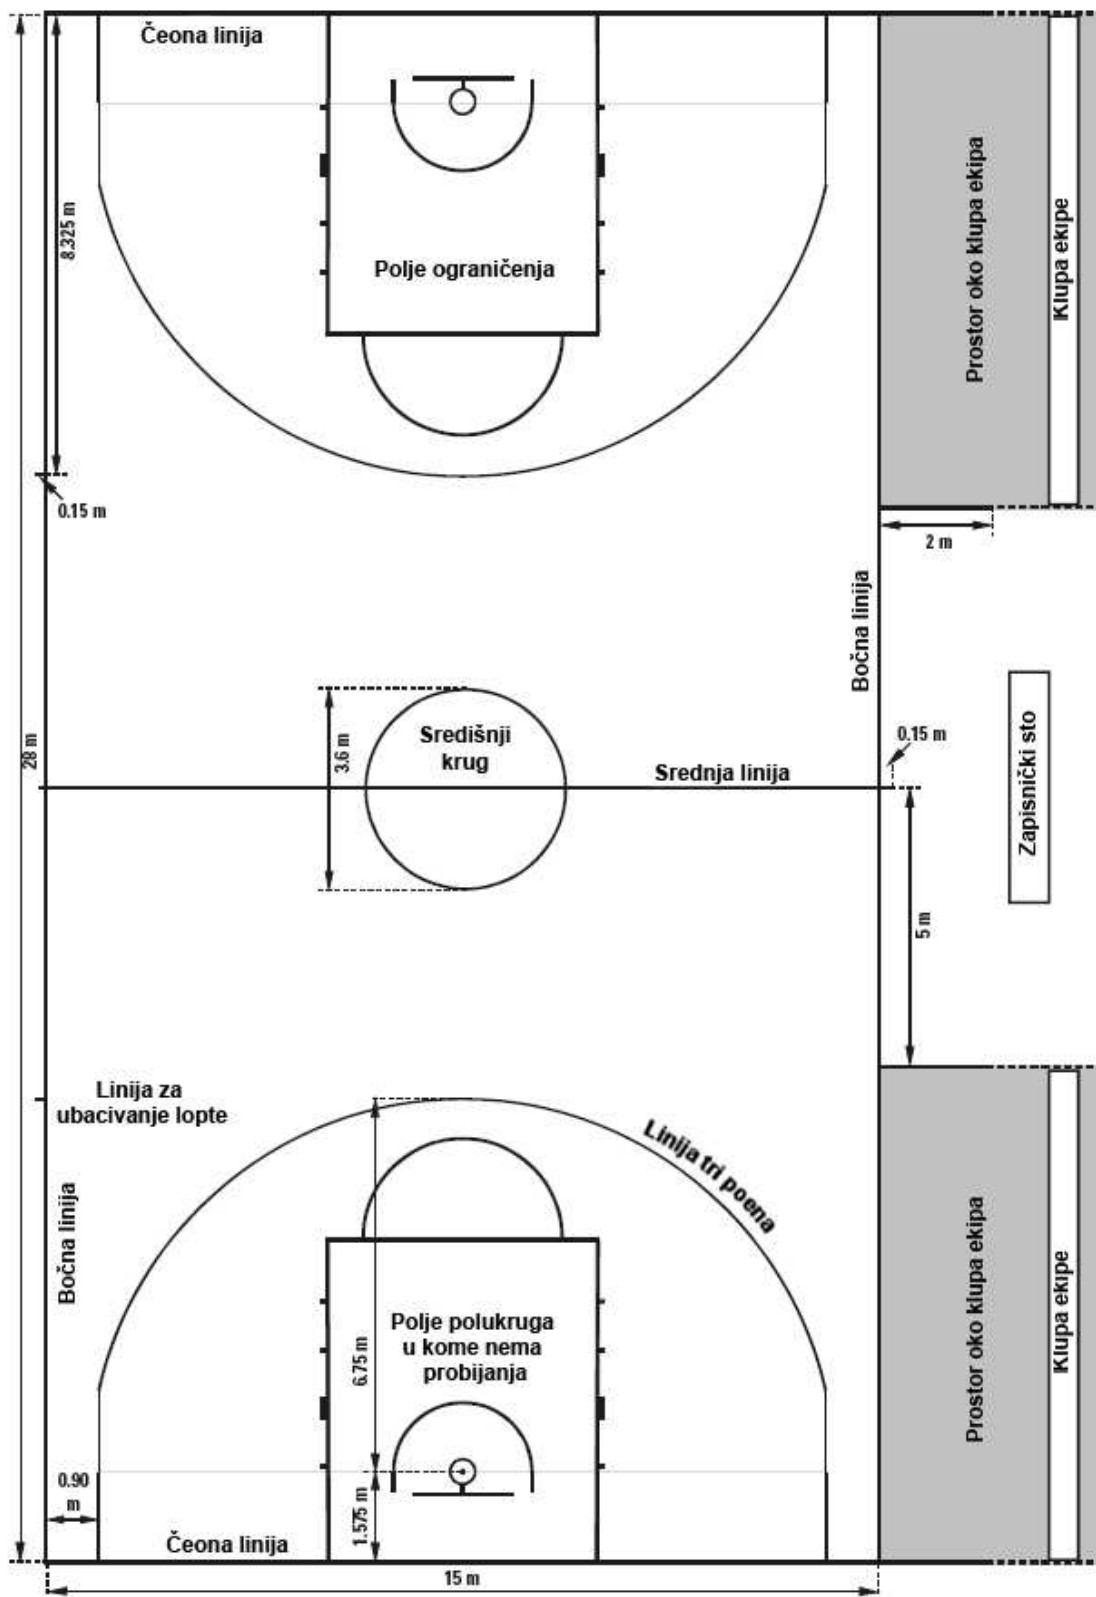 Čeona linija
8.325 m
Polje ograničenja
Prostor oko klupa ekipa
Klupa ekipe
0.15 m
2 m
Bočna linija
28 m
3.6 m
Središnji
krug
Srednja linija
0.15 m
Zapisnički sto
5 m
Linija za
ubacivanje lopte
Linija tri poena
Bočna linija
6.75 m
Polje polukruga
u kome nema
probijanja
Prostor oko klupa ekipa
Klupa ekipe
0.90
m
1.575 m
Čeona linija
15 m